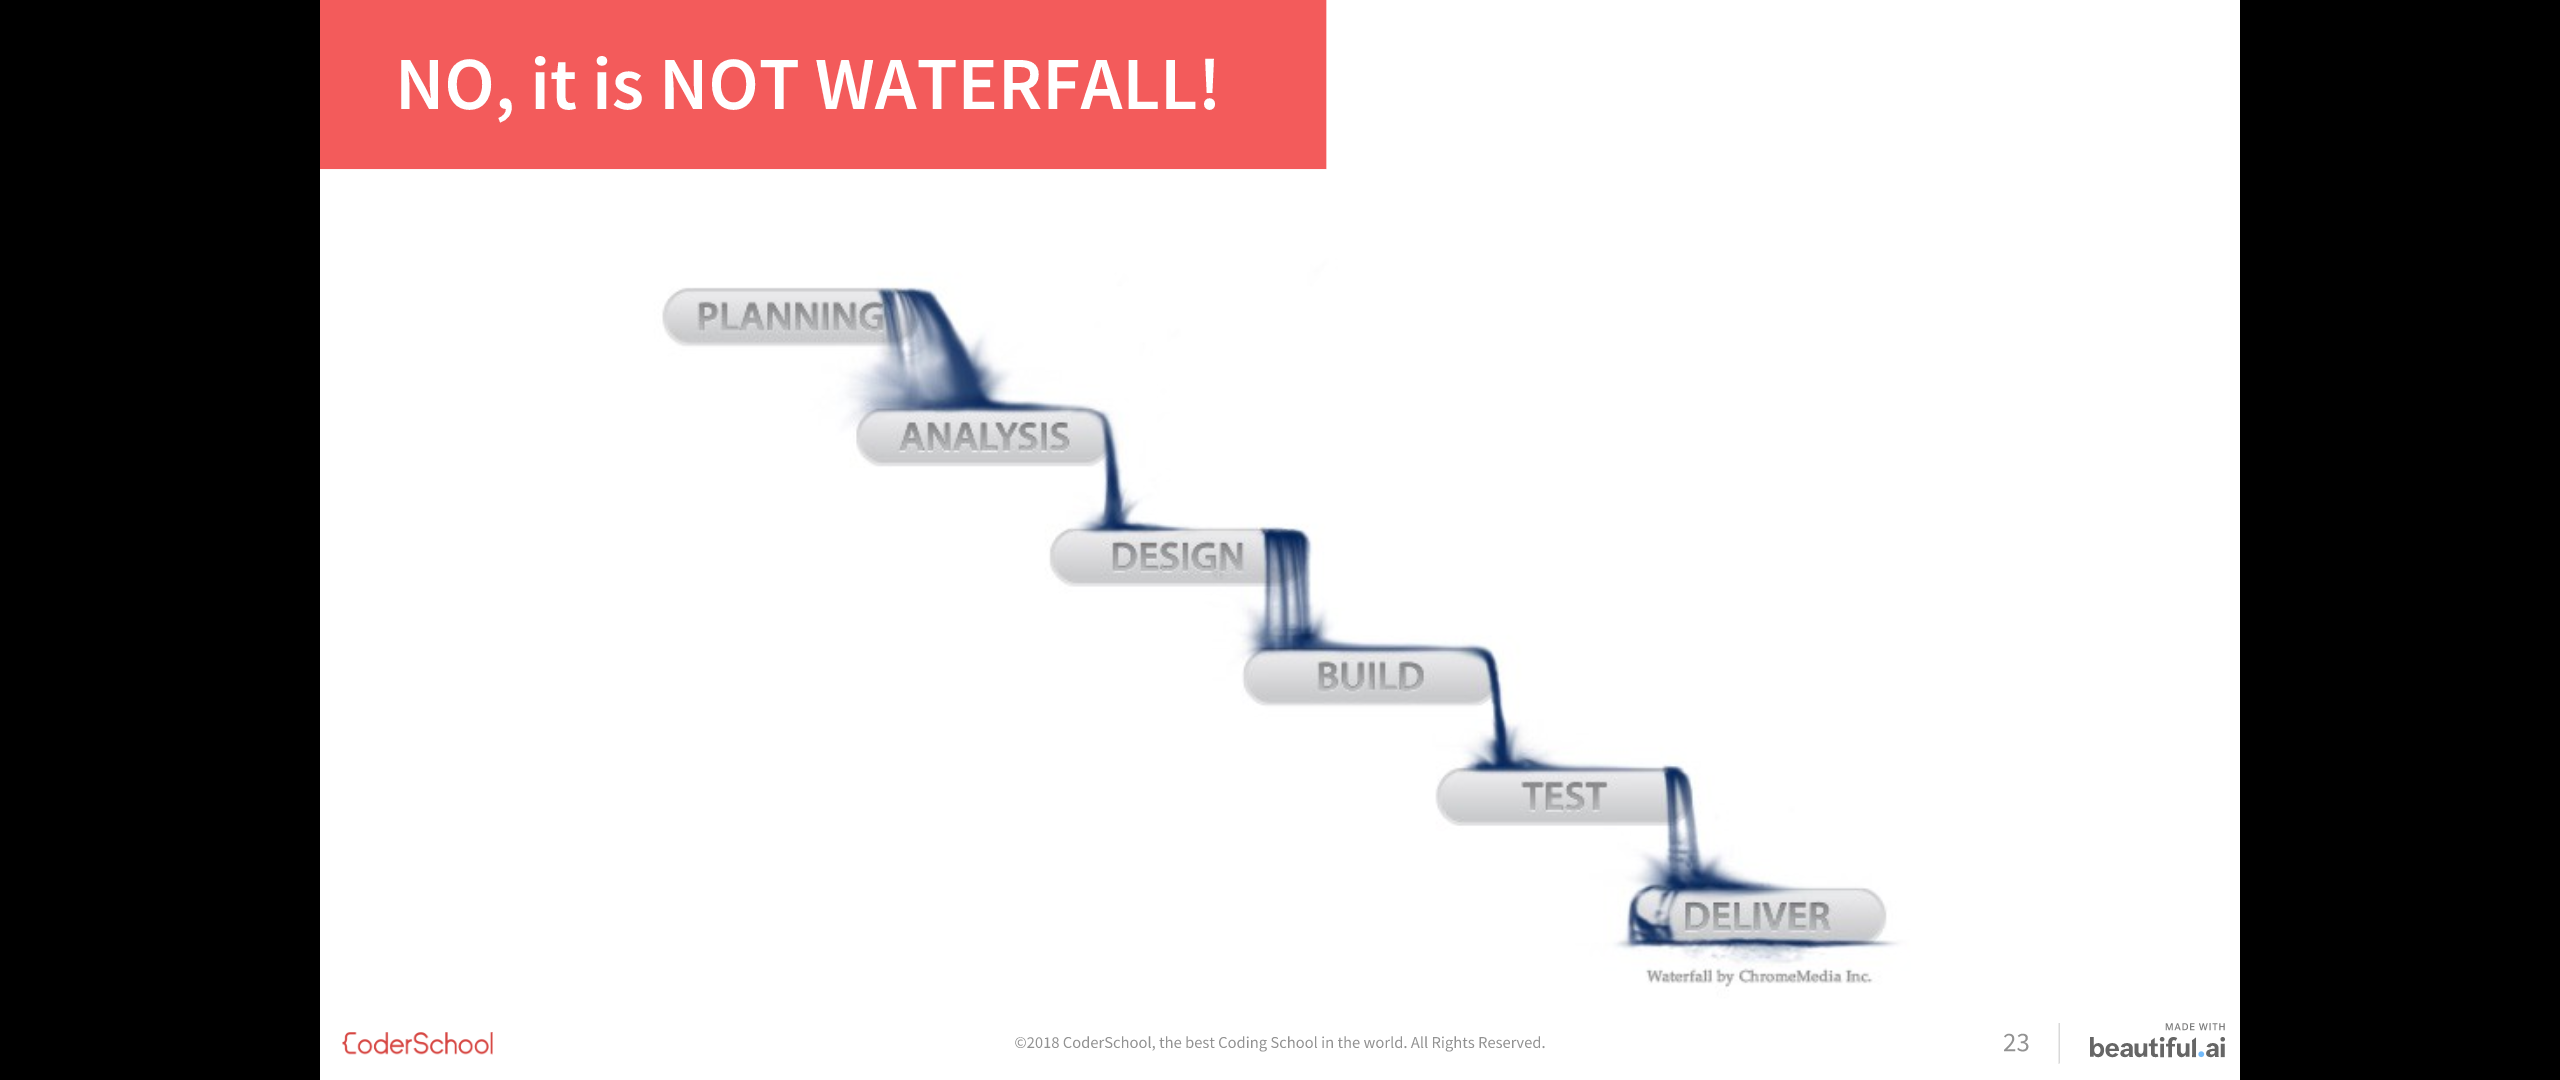 NO, it is NOT WATERFALL!
PLANNING
ANALYSIS
DESIGN
BUILD
TEST
DELIVER
Waterfall by ChromeMedia Inc.
CoderSchool
©2018 CoderSchool, the best Coding School in the world. All Rights Reserved.
23
MADE WITH
beautiful.ai